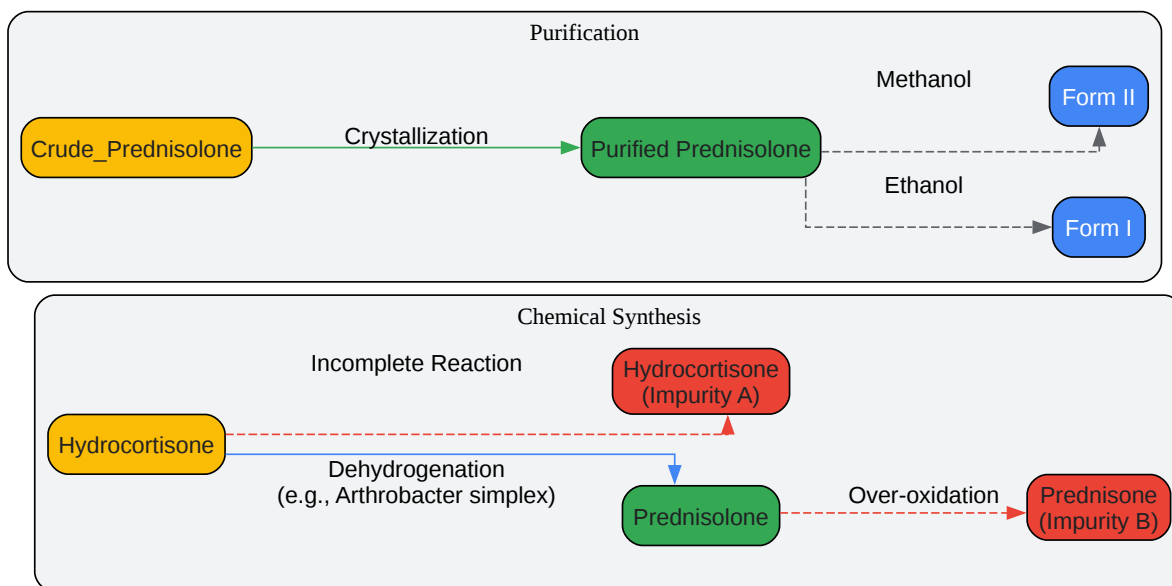 Purification
Methanol
Form II
Crude_Prednisolone
Crystallization
Purified Prednisolone
Ethanol
Form I
Chemical Synthesis
Incomplete Reaction
Hydrocortisone
(Impurity A)
Hydrocortisone
Dehydrogenation
(e.g., Arthrobacter simplex)
Prednisolone
Over-oxidation
Prednisone
(Impurity B)